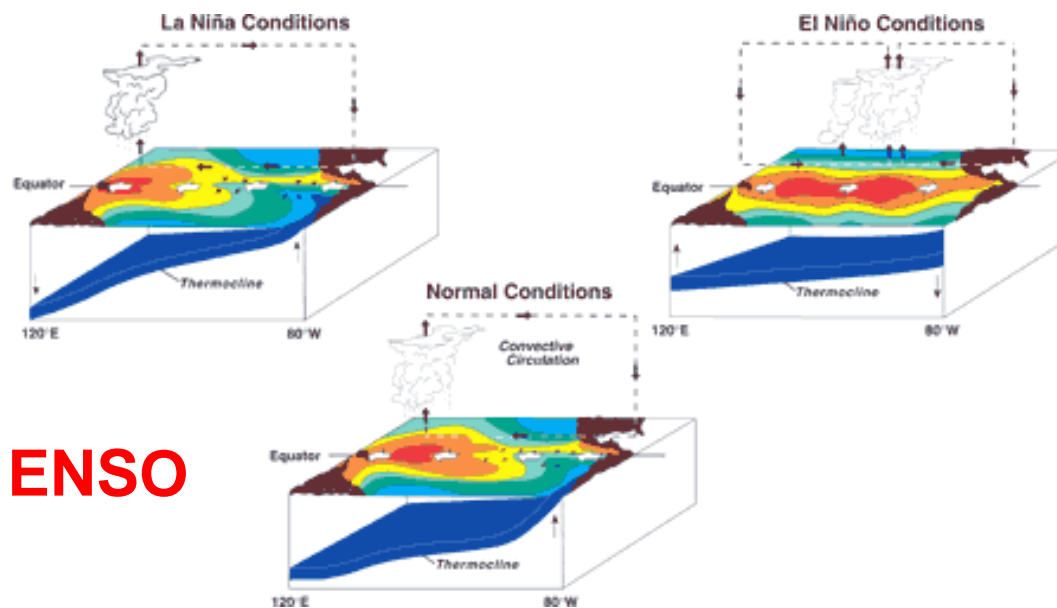 La Niña Conditions
Equator
Thermocline
120°E
80°W
El Niño Conditions
Equator
Thermocline
120°E
80°W
Normal Conditions
Convective
Circulation
Equator
Thermocline
120°E
80°W
ENSO